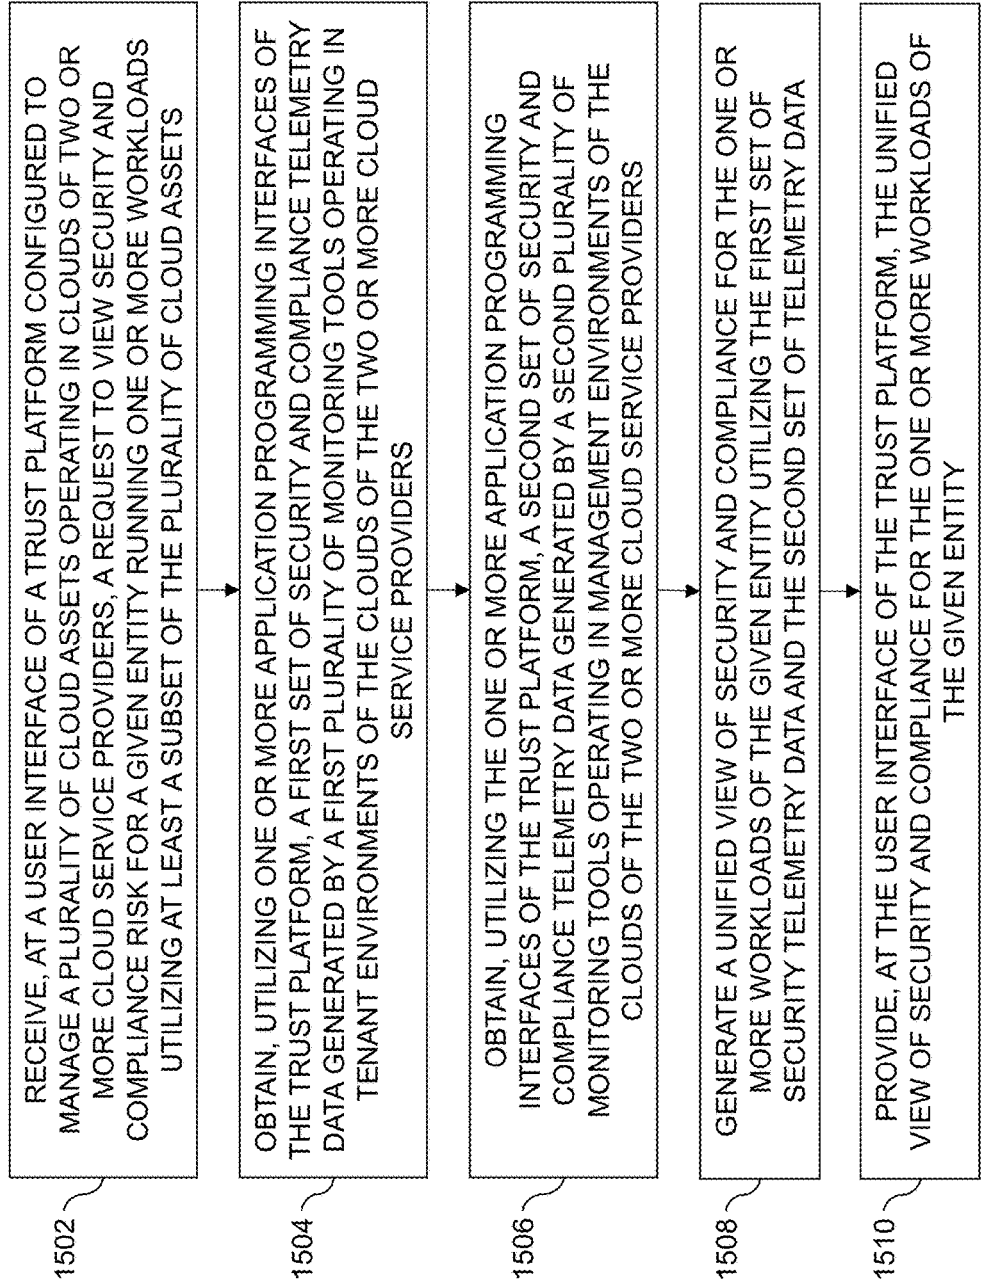 RECEIVE, AT A USER INTERFACE OF A TRUST PLATFORM CONFIGURED TO
MANAGE A PLURALITY OF CLOUD ASSETS OPERATING IN CLOUDS OF TWO OR
MORE CLOUD SERVICE PROVIDERS, A REQUEST TO VIEW SECURITY AND
COMPLIANCE RISK FOR A GIVEN ENTITY RUNNING ONE OR MORE WORKLOADS
UTILIZING AT LEAST A SUBSET OF THE PLURALITY OF CLOUD ASSETS
1502
OBTAIN, UTILIZING ONE OR MORE APPLICATION PROGRAMMING INTERFACES OF
THE TRUST PLATFORM, A FIRST SET OF SECURITY AND COMPLIANCE TELEMETRY
DATA GENERATED BY A FIRST PLURALITY OF MONITORING TOOLS OPERATING IN
TENANT ENVIRONMENTS OF THE CLOUDS OF THE TWO OR MORE CLOUD
SERVICE PROVIDERS
1504
OBTAIN, UTILIZING THE ONE OR MORE APPLICATION PROGRAMMING
INTERFACES OF THE TRUST PLATFORM, A SECOND SET OF SECURITY AND
COMPLIANCE TELEMETRY DATA GENERATED BY A SECOND PLURALITY OF
MONITORING TOOLS OPERATING IN MANAGEMENT ENVIRONMENTS OF THE
CLOUDS OF THE TWO OR MORE CLOUD SERVICE PROVIDERS
1506
GENERATE A UNIFIED VIEW OF SECURITY AND COMPLIANCE FOR THE ONE OR
MORE WORKLOADS OF THE GIVEN ENTITY UTILIZING THE FIRST SET OF
SECURITY TELEMETRY DATA AND THE SECOND SET OF TELEMETRY DATA
1508
PROVIDE, AT THE USER INTERFACE OF THE TRUST PLATFORM, THE UNIFIED
VIEW OF SECURITY AND COMPLIANCE FOR THE ONE OR MORE WORKLOADS OF
THE GIVEN ENTITY
1510